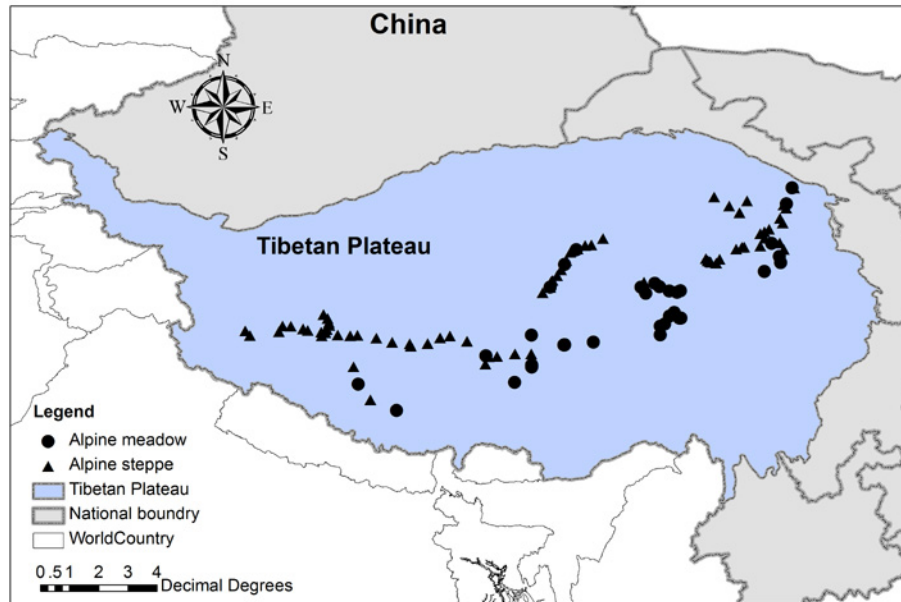 China
N
W E
S
Tibetan Plateau
Legend
Alpine meadow
Alpine steppe
Tibetan Plateau
National boundry
WorldCountry
0 0.5 1 2 3 4 Decimal Degrees